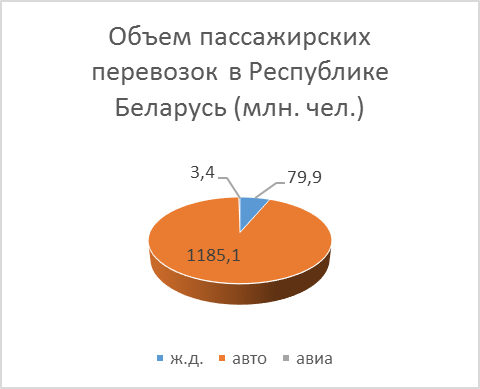 Объем пассажирских
перевозок в Республике
Беларусь (млн. чел.)
3,4
79,9
1185,1
ж.д. авто авиа